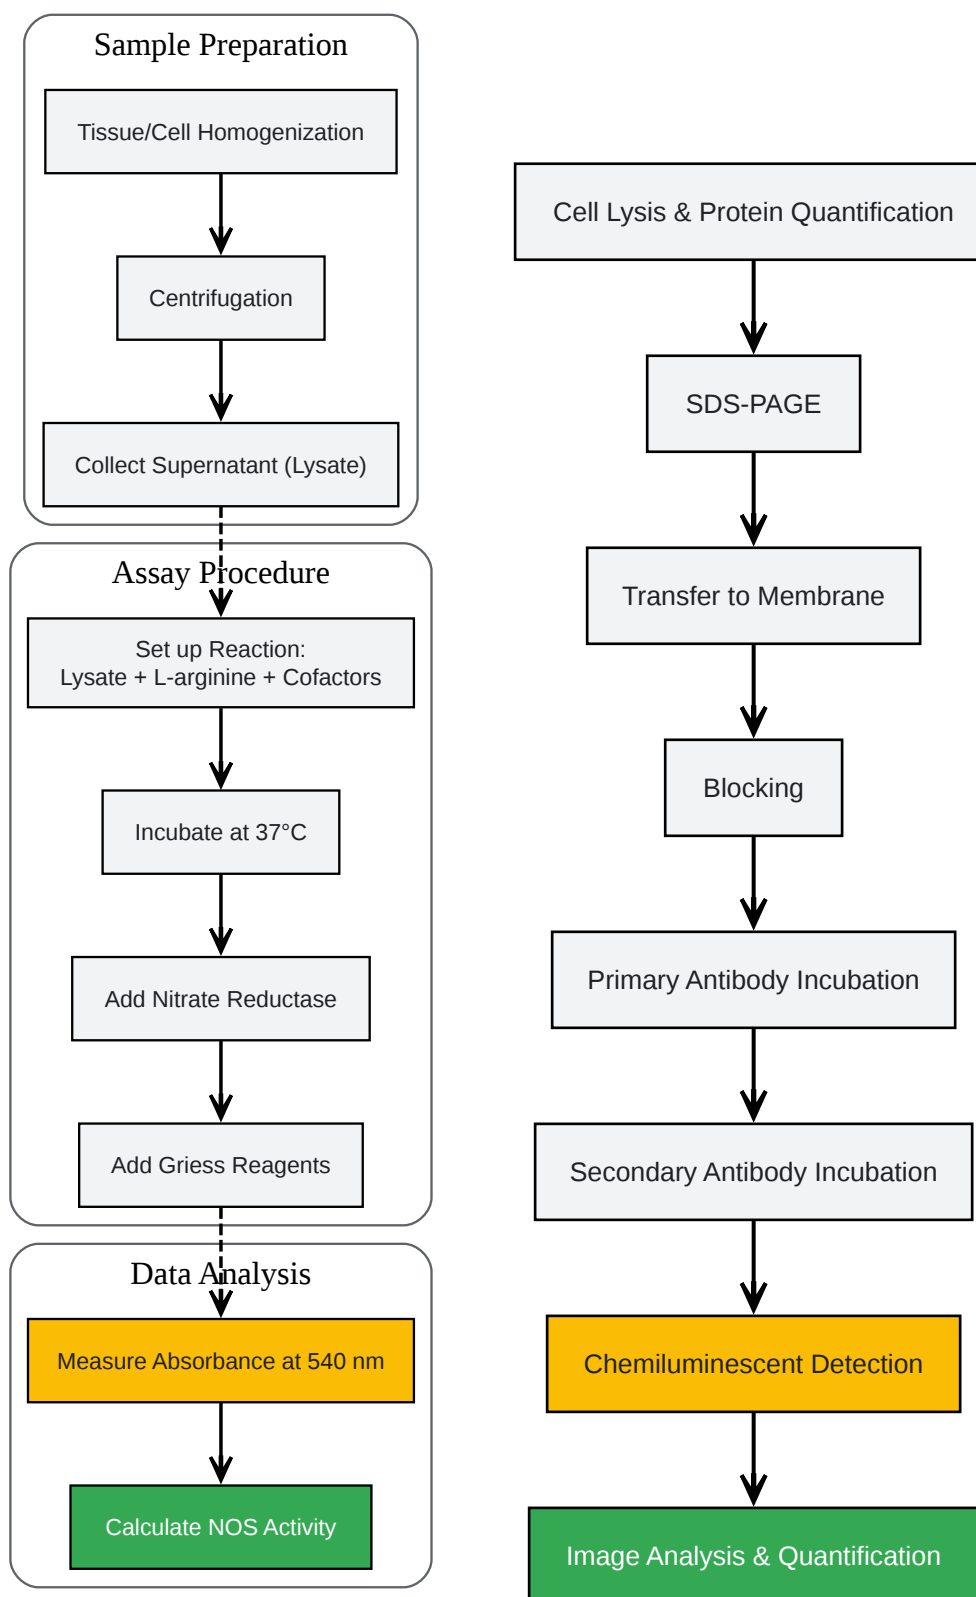 Sample Preparation
Tissue/Cell Homogenization
Centrifugation
Collect Supernatant (Lysate)
Assay Procedure
Set up Reaction:
Lysate + L-arginine + Cofactors
Incubate at 37°C
Add Nitrate Reductase
Add Griess Reagents
Data Analysis
Measure Absorbance at 540 nm
Calculate NOS Activity
Cell Lysis & Protein Quantification
SDS-PAGE
Transfer to Membrane
Blocking
Primary Antibody Incubation
Secondary Antibody Incubation
Chemiluminescent Detection
Image Analysis & Quantification